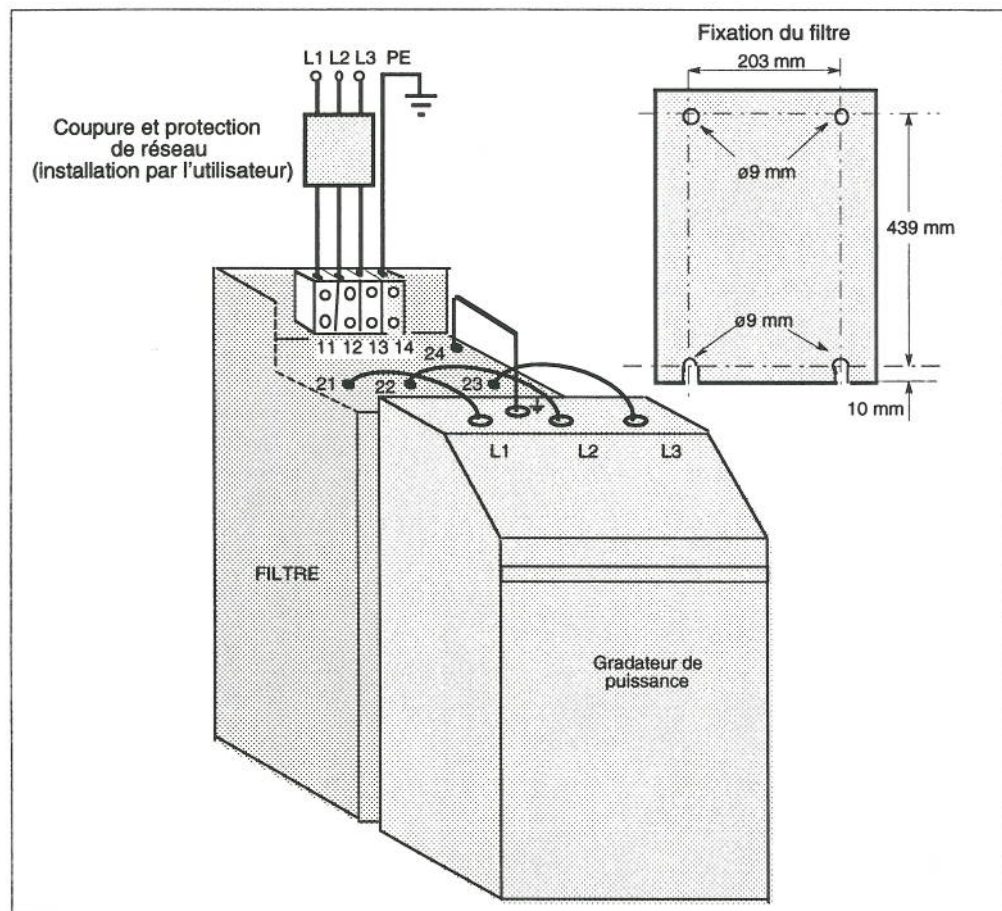 Fixation du filtre
203 mm
L1 L2 L3 PE
Coupure et protection
de réseau
(installation par l'utilisateur)
ø9 mm
439 mm
ø9 mm
10 mm
11 12 13 14
24
21 22 23
L1 L2 L3
FILTRE
Gradateur de
puissance